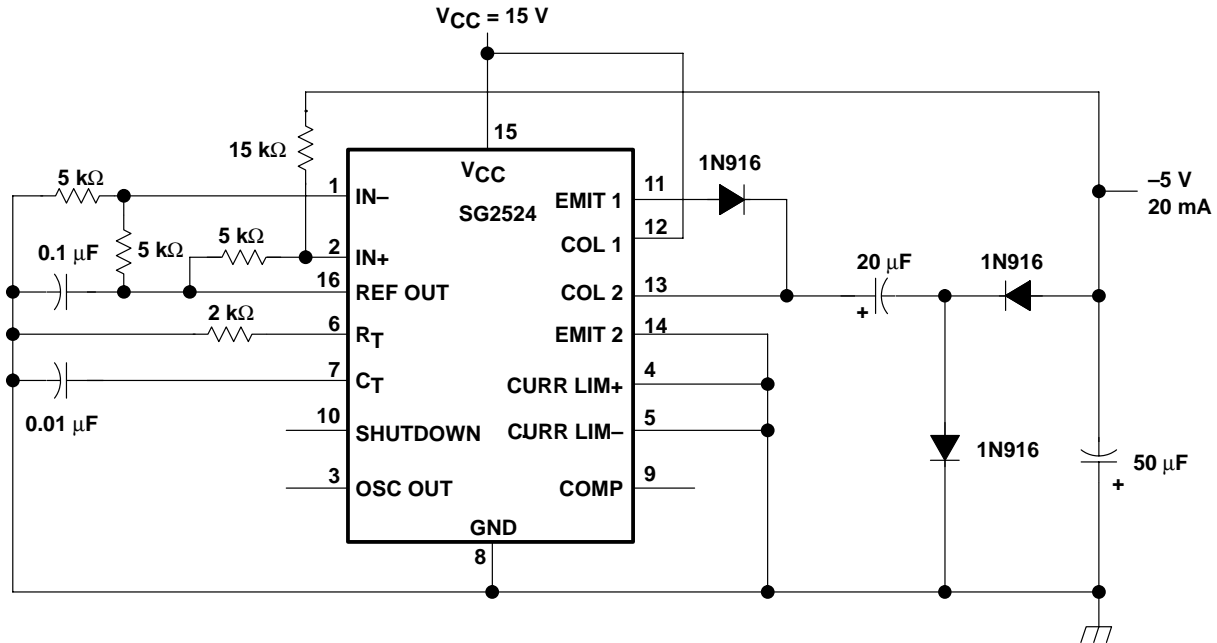 VCC = 15 V
15
15 kΩ
VCC
SG2524
5 kΩ
1
IN–
EMIT 1
11
1N916
–5 V
20 mA
0.1 μF
5 kΩ
5 kΩ
2
IN+
COL 1
12
16
REF OUT
COL 2
13
20 μF
+
1N916
2 kΩ
6
RT
EMIT 2
14
0.01 μF
7
CT
CURR LIM+
4
10
SHUTDOWN
CURR LIM–
5
1N916
50 μF
+
3
OSC OUT
COMP
9
GND
8